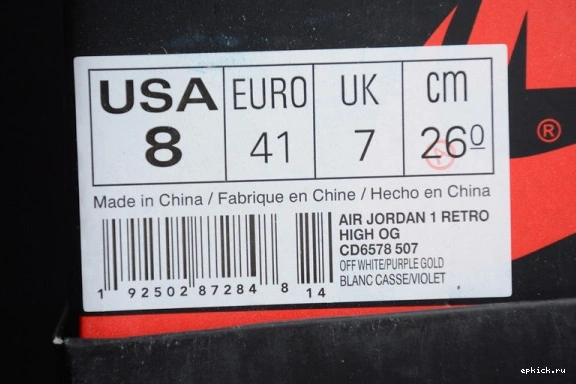 USA EURO UK cm
8 41 7 26 0
Made in China / Fabrique en Chine / Hecho en China
AIR JORDAN 1 RETRO
HIGH OG
CD6578 507
OFF WHITE/PURPLE GOLD
BLANC CASSE/VIOLET
1 92502 87284 8 14
®
epkick.ru